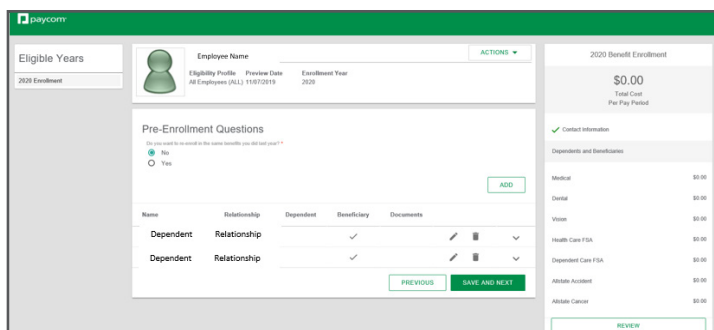 paycom
Eligible Years
2020 Enrollment
Employee Name
ACTIONS
Eligibility Profile Preview Date Enrollment Year
All Employees (ALL) 11/07/2019 2020
Pre-Enrollment Questions
Do you want to re-enroll in the same benefits you did last year? *
No
Yes
ADD
Name Relationship Dependent Beneficiary Documents
Dependent Relationship
Dependent Relationship
PREVIOUS SAVE AND NEXT
2020 Benefit Enrollment
$0.00
Total Cost
Per Pay Period
Contact Information
Dependents and Beneficiaries
Medical $0.00
Dental $0.00
Vision $0.00
Health Care FSA $0.00
Dependent Care FSA $0.00
Allstate Accident $0.00
Allstate Cancer $0.00
REVIEW